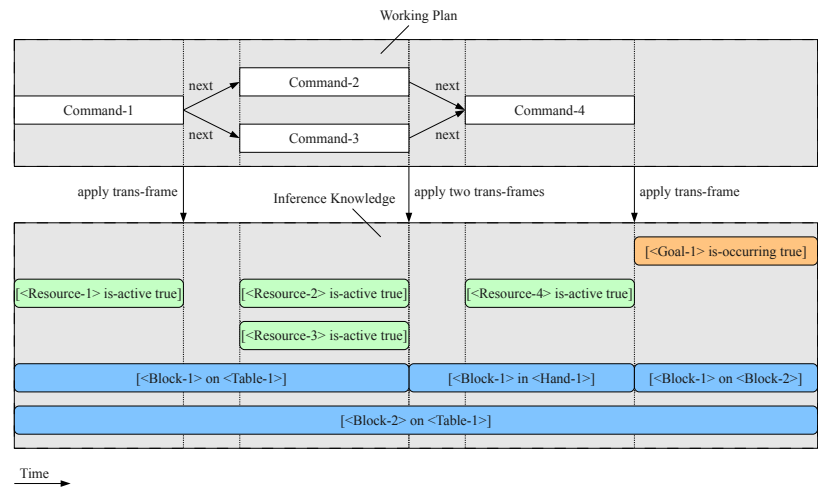 Working Plan
next
Command-2
next
Command-1
Command-4
next
Command-3
next
apply trans-frame
apply two trans-frames
apply trans-frame
Inference Knowledge
[<Goal-1> is-occurring true]
[<Resource-1> is-active true]
[<Resource-2> is-active true]
[<Resource-4> is-active true]
[<Resource-3> is-active true]
[<Block-1> on <Table-1>]
[<Block-1> in <Hand-1>]
[<Block-1> on <Block-2>]
[<Block-2> on <Table-1>]
Time